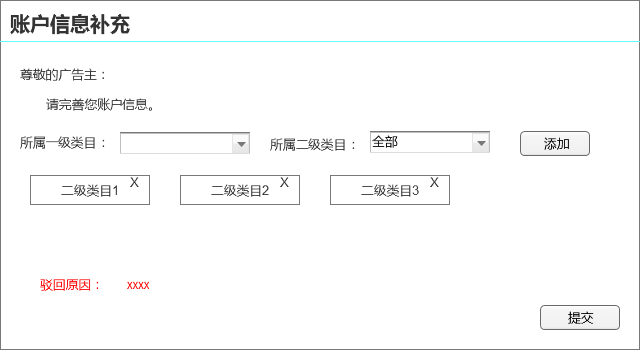 账户信息补充
尊敬的广告主：
请完善您账户信息。
所属一级类目： 所属二级类目： 全部 添加
二级类目1 X 二级类目2 X 二级类目3 X
驳回原因： xxxx
提交